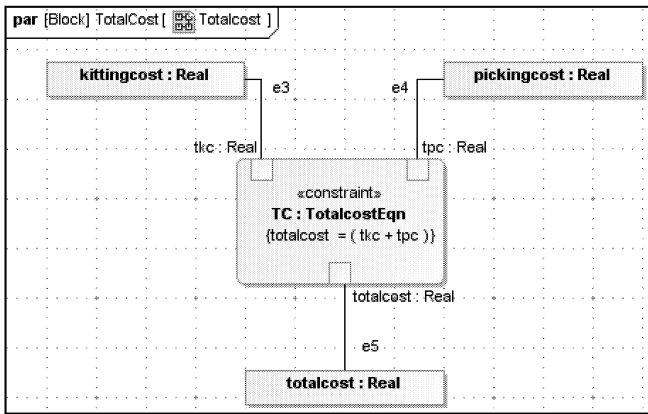 par [Block] TotalCost [ Totalcost ]
kittingcost : Real
pickingcost : Real
e3
e4
tkc : Real
tpc : Real
«constraint»
TC : TotalcostEqn
{totalcost = ( tkc + tpc )}
totalcost : Real
e5
totalcost : Real